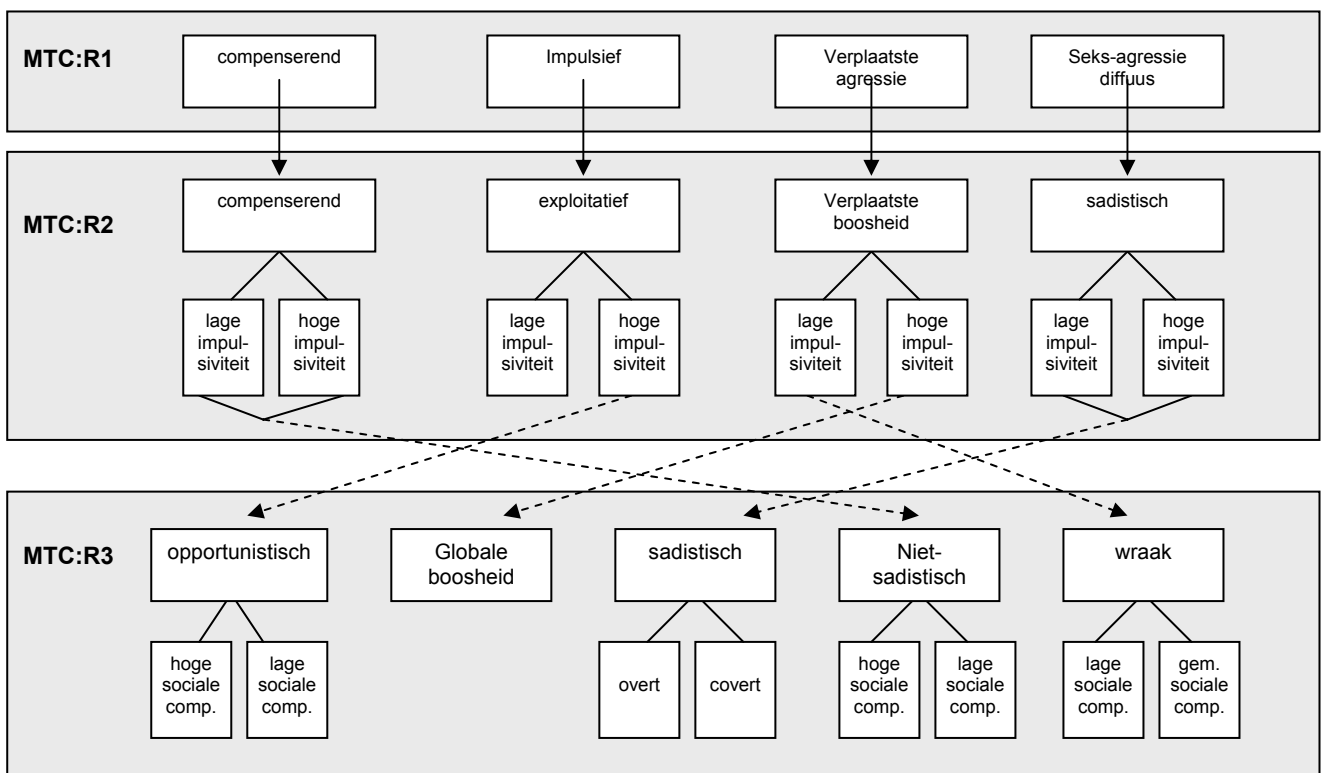 MTC:R1
compenserend
Impulsief
Verplaatste
agressie
Seks-agressie
diffuus
MTC:R2
compenserend
exploitatief
Verplaatste
boosheid
sadistisch
lage
impul-
siviteit
hoge
impul-
siviteit
lage
impul-
siviteit
hoge
impul-
siviteit
lage
impul-
siviteit
hoge
impul-
siviteit
lage
impul-
siviteit
hoge
impul-
siviteit
MTC:R3
opportunistisch
Globale
boosheid
sadistisch
Niet-
sadistisch
wraak
hoge
sociale
comp.
lage
sociale
comp.
overt
covert
hoge
sociale
comp.
lage
sociale
comp.
lage
sociale
comp.
gem.
sociale
comp.